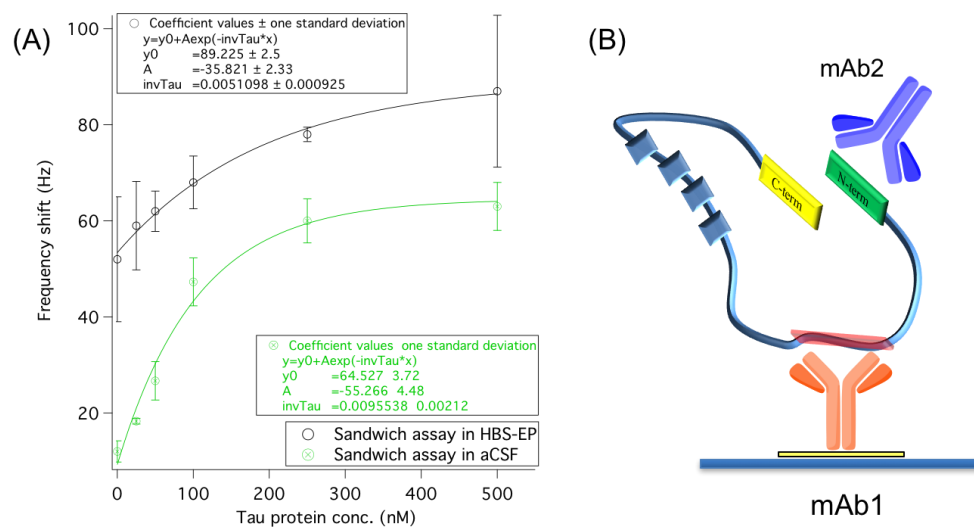 (A)
Coefficient values ± one standard deviation
y=y0+Aexp(-invTau*x)
y0 =89.225 ± 2.5
A =-35.821 ± 2.33
invTau =0.0051098 ± 0.000925
100
80
60
40
20
Frequency shift (Hz)
Coefficient values one standard deviation
y=y0+Aexp(-invTau*x)
y0 =64.527 3.72
A =-55.266 4.48
invTau =0.0095538 0.00212
Sandwich assay in HBS-EP
Sandwich assay in aCSF
0 100 200 300 400 500
Tau protein conc. (nM)
(B)
mAb2
C-term
N-term
mAb1